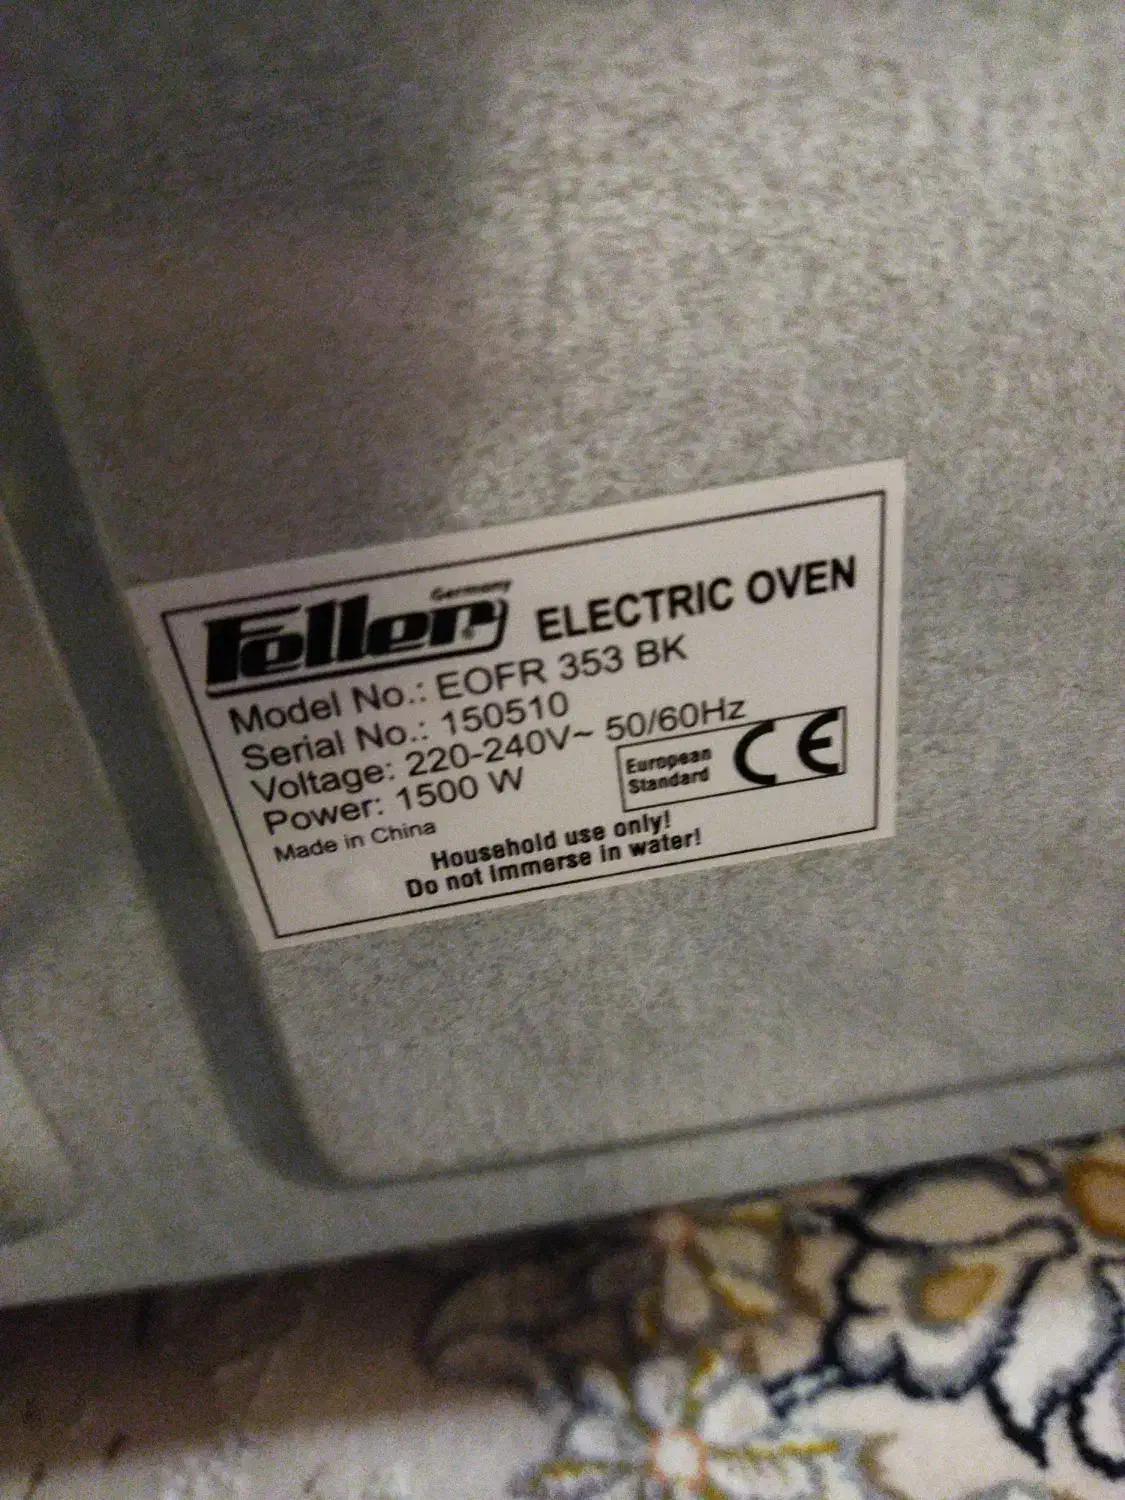 Germany
Feller ELECTRIC OVEN
Model No.: EOFR 353 BK
Serial No.: 150510
Voltage: 220-240V~ 50/60Hz
Power: 1500 W
European
Standard
CE
Made in China
Household use only!
Do not immerse in water!